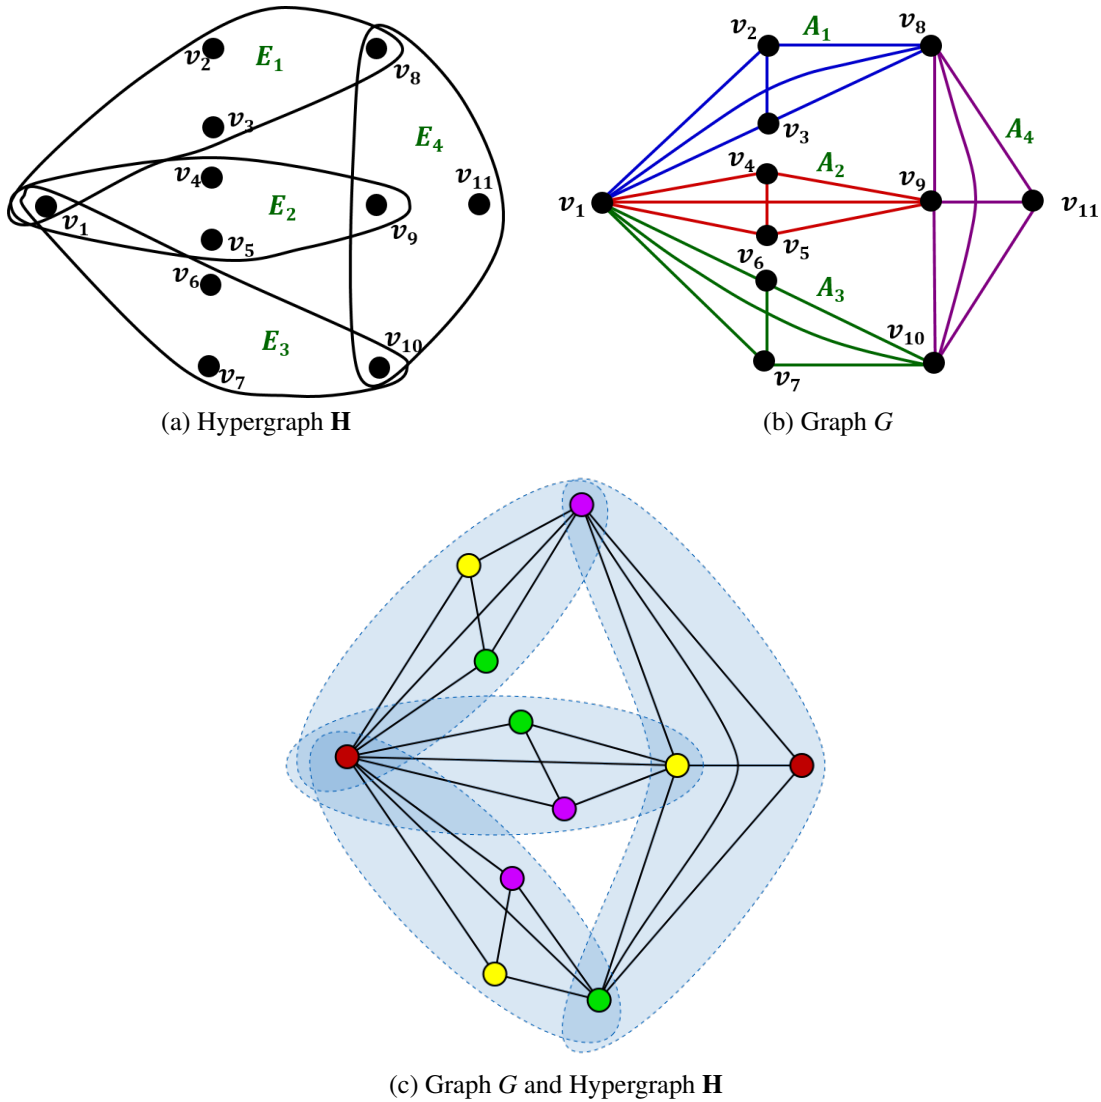 v₂ E₁ v₈
v₃ E₄
v₄ v₁₁
v₁ E₂ v₉
v₅
v₆
E₃ v₁₀
v₇
(a) Hypergraph H
v₂ A₁ v₈
v₃ A₄
v₄ A₂ v₉
v₁ v₁₁
v₅
v₆ A₃
v₁₀
v₇
(b) Graph G
(c) Graph G and Hypergraph H